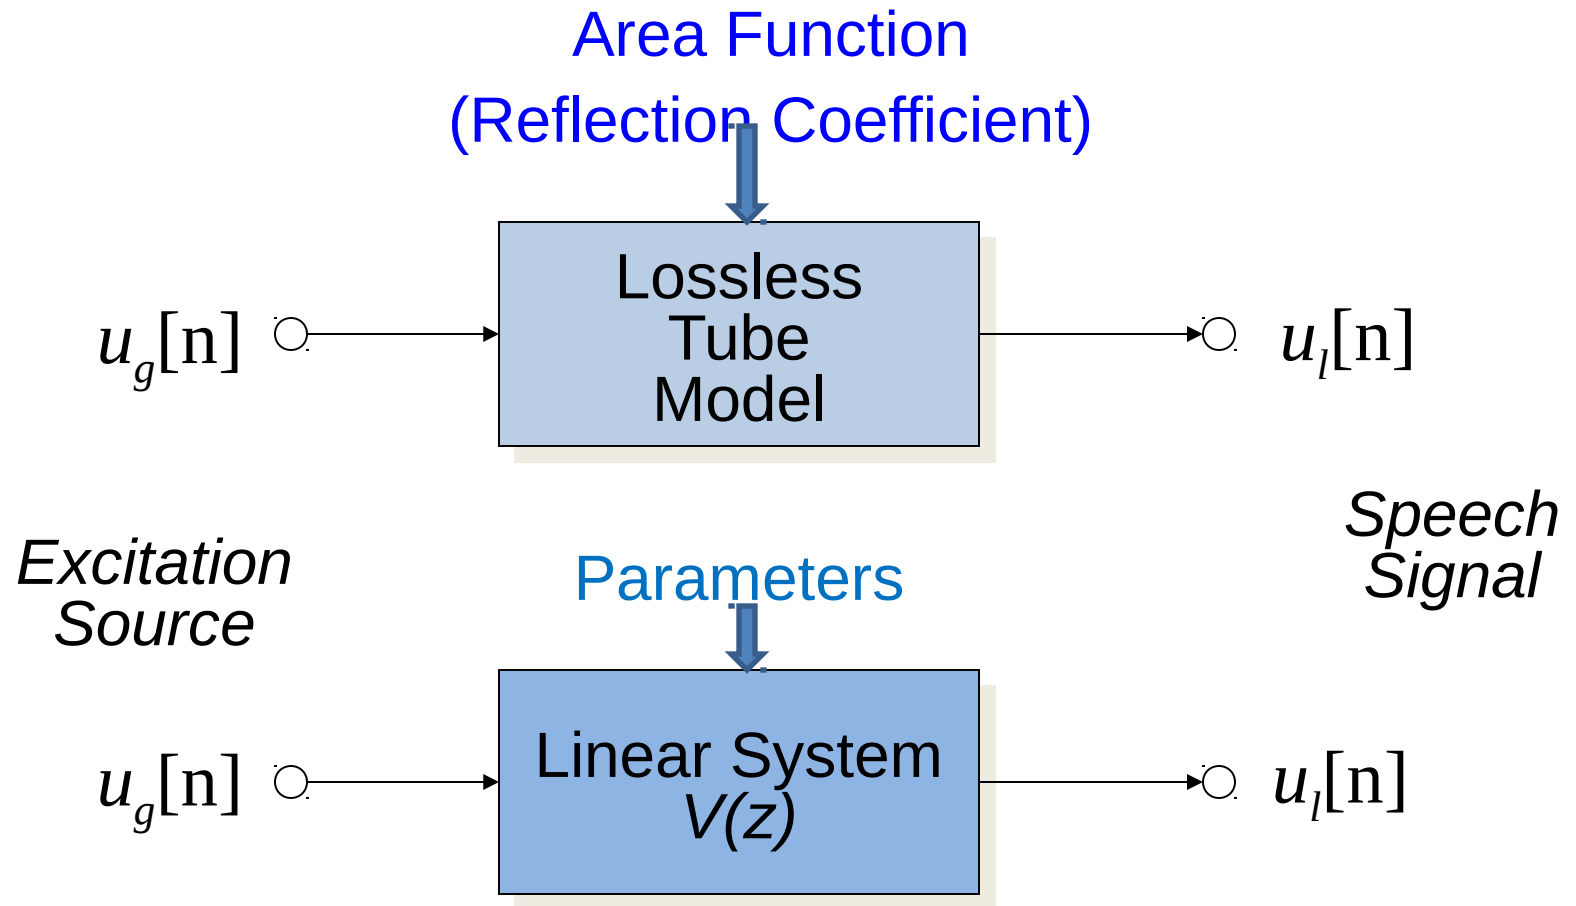 Area Function
(Reflection Coefficient)
Lossless
Tube
Model
u_g[n]
u_l[n]
Excitation
Source
Speech
Signal
Parameters
Linear System
V(z)
u_g[n]
u_l[n]